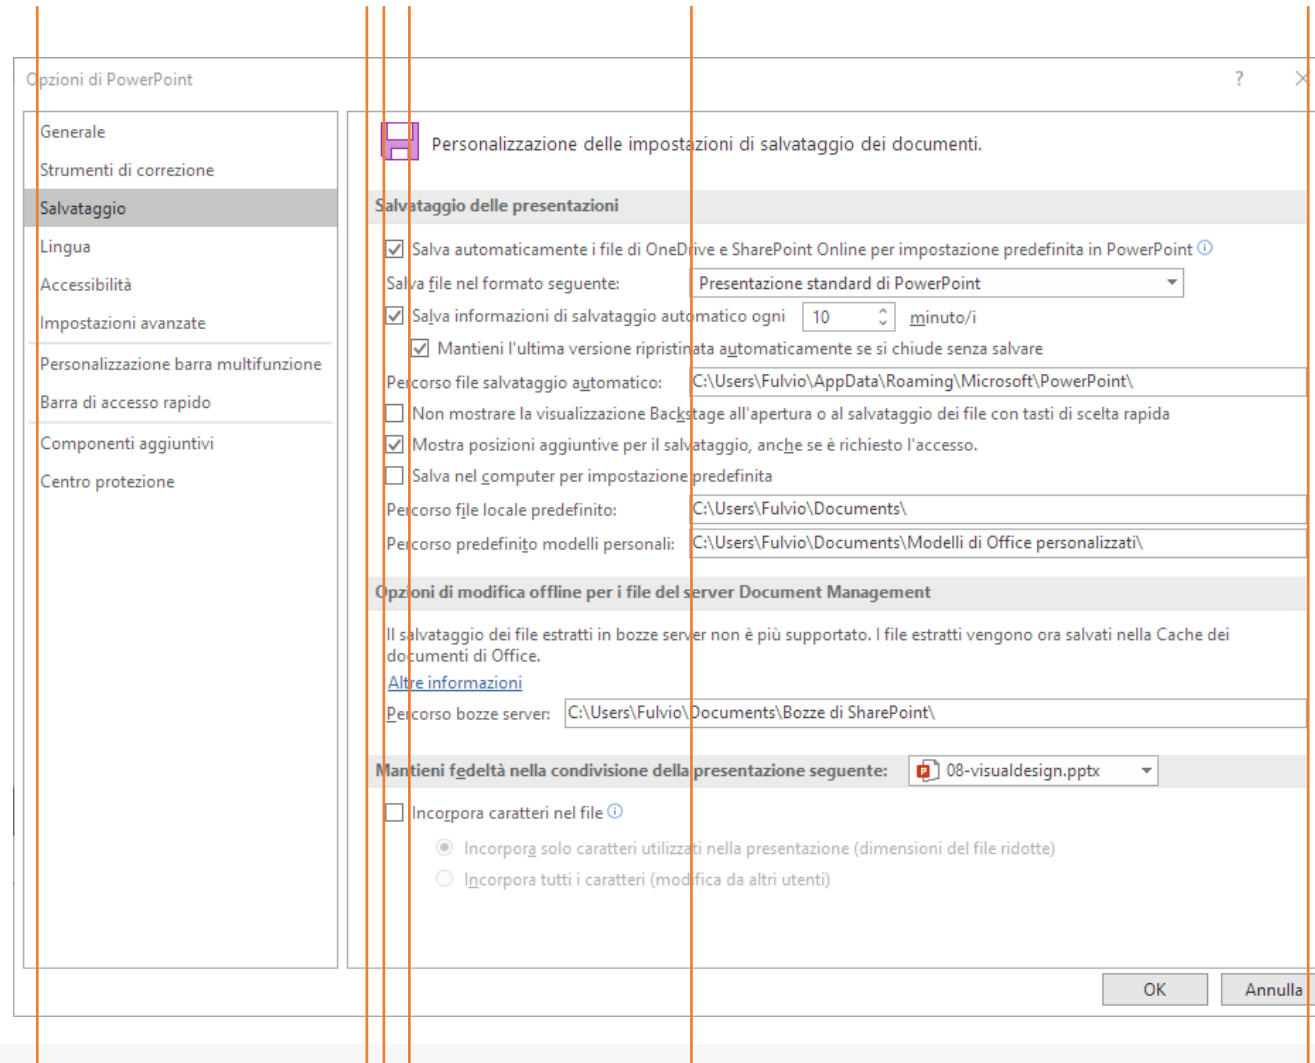 Opzioni di PowerPoint
?
Generale
Strumenti di correzione
Salvataggio
Lingua
Accessibilità
Impostazioni avanzate
Personalizzazione barra multifunzione
Barra di accesso rapido
Componenti aggiuntivi
Centro protezione
Personalizzazione delle impostazioni di salvataggio dei documenti.
Salvataggio delle presentazioni
Salva automaticamente i file di OneDrive e SharePoint Online per impostazione predefinita in PowerPoint
Salva file nel formato seguente: Presentazione standard di PowerPoint
Salva informazioni di salvataggio automatico ogni 10 minuto/i
Mantieni l'ultima versione ripristinata automaticamente se si chiude senza salvare
Percorso file salvataggio automatico: C:\Users\Fulvio\AppData\Roaming\Microsoft\PowerPoint\
Non mostrare la visualizzazione Backstage all'apertura o al salvataggio dei file con tasti di scelta rapida
Mostra posizioni aggiuntive per il salvataggio, anche se è richiesto l'accesso.
Salva nel computer per impostazione predefinita
Percorso file locale predefinito: C:\Users\Fulvio\Documents\
Percorso predefinito modelli personali: C:\Users\Fulvio\Documents\Modelli di Office personalizzati\
Opzioni di modifica offline per i file del server Document Management
Il salvataggio dei file estratti in bozze server non è più supportato. I file estratti vengono ora salvati nella Cache dei
documenti di Office.
Altre informazioni
Percorso bozze server: C:\Users\Fulvio\Documents\Bozze di SharePoint\
Mantieni fedeltà nella condivisione della presentazione seguente: 08-visualdesign.pptx
Incorpora caratteri nel file
Incorpora solo caratteri utilizzati nella presentazione (dimensioni del file ridotte)
Incorpora tutti i caratteri (modifica da altri utenti)
OK Annulla